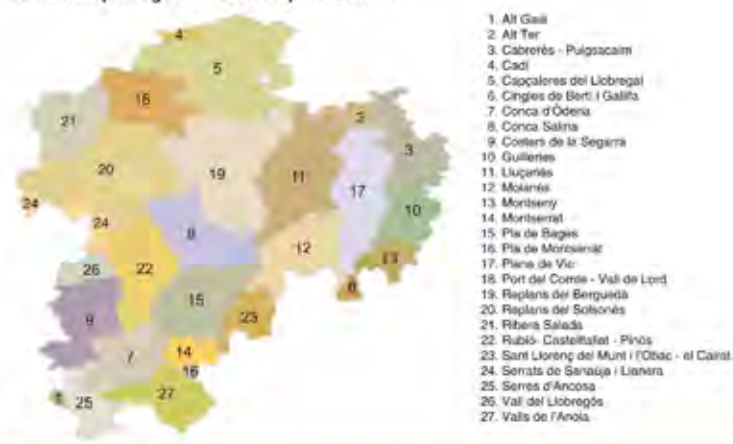 4
5
18
21
2
3
20
19
11
17
24
10
24
8
12
13
26
22
6
15
9
23
7
14
16
27
25
1. Alt Gaià
2. Alt Ter
3. Cabrerès - Puigsacalm
4. Cadí
5. Capçaleres del Llobregat
6. Cingles de Bertí i Gallifa
7. Conca d'Òdena
8. Conca Salina
9. Costers de la Segarra
10. Guilleries
11. Lluçanès
12. Moianès
13. Montseny
14. Montserrat
15. Pla de Bages
16. Pla de Montserrat
17. Plana de Vic
18. Port del Comte - Vall de Lord
19. Replans del Berguedà
20. Replans del Solsonès
21. Ribera Salada
22. Rubió- Castelltallat - Pinós
23. Sant Llorenç del Munt i l'Obac - el Cairat
24. Serrats de Sanaüja i Llanera
25. Serres d'Ancosa
26. Vall del Llobregós
27. Valls de l'Anoia